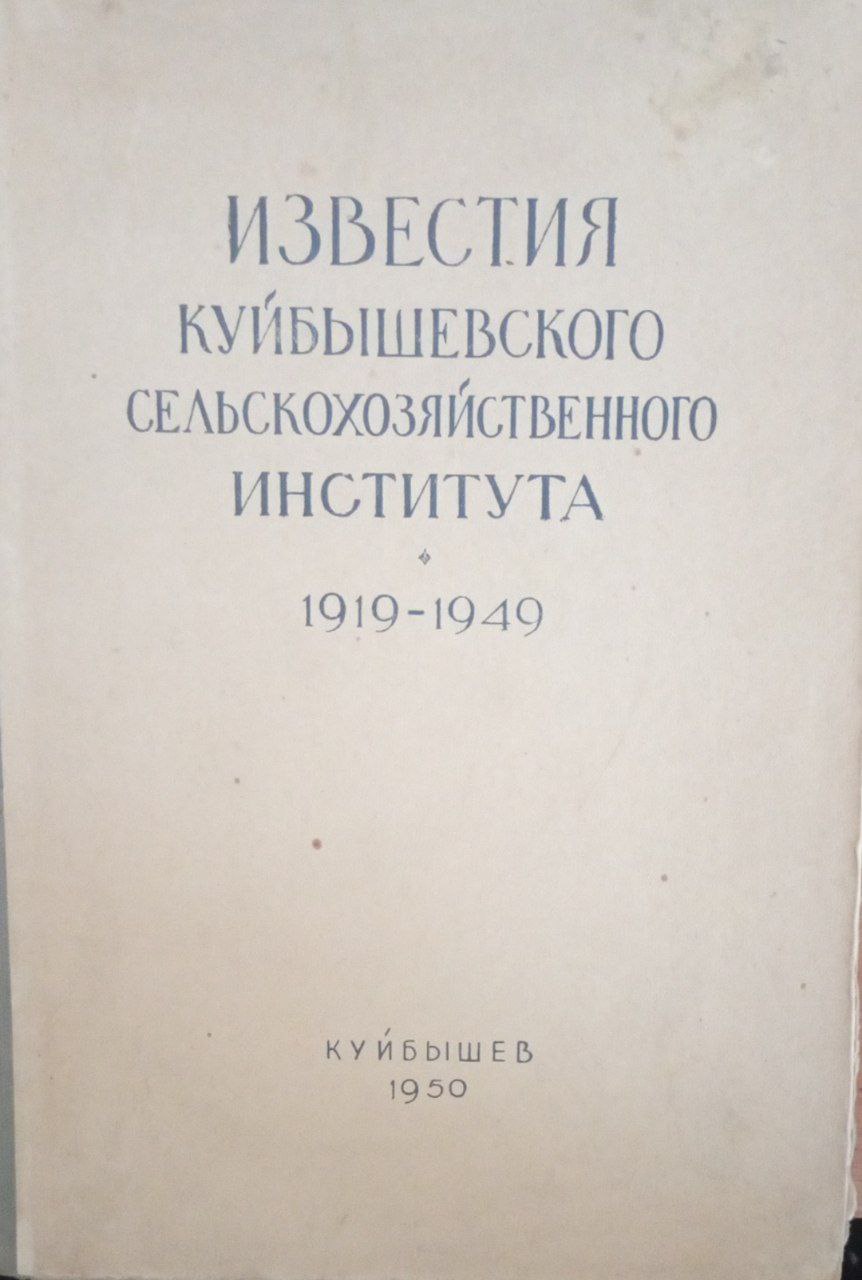 ИЗВЕСТИЯ
КУЙБЫШЕВСКОГО
СЕЛЬСКОХОЗЯЙСТВЕННОГО
ИНСТИТУТА
1919-1949
КУЙБЫШЕВ
1950